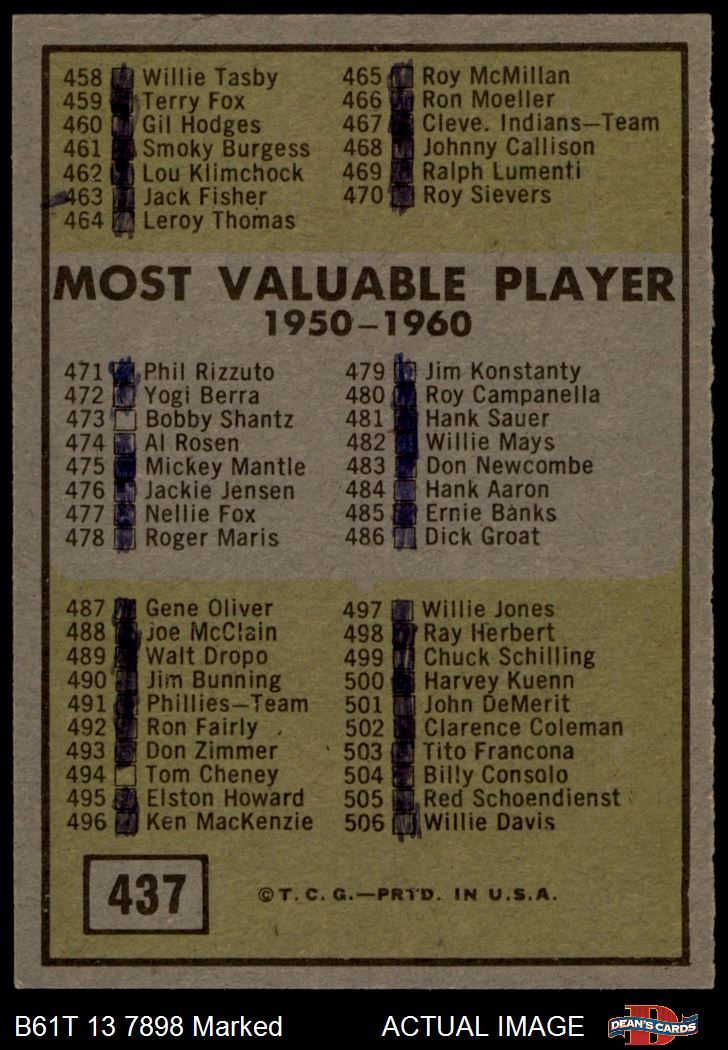 458 Willie Tasby
459 Terry Fox
460 Gil Hodges
461 Smoky Burgess
462 Lou Klimchock
463 Jack Fisher
464 Leroy Thomas
465 Roy McMillan
466 Ron Moeller
467 Cleve. Indians—Team
468 Johnny Callison
469 Ralph Lumenti
470 Roy Sievers
MOST VALUABLE PLAYER
1950–1960
471 Phil Rizzuto
472 Yogi Berra
473 Bobby Shantz
474 Al Rosen
475 Mickey Mantle
476 Jackie Jensen
477 Nellie Fox
478 Roger Maris
479 Jim Konstanty
480 Roy Campanella
481 Hank Sauer
482 Willie Mays
483 Don Newcombe
484 Hank Aaron
485 Ernie Banks
486 Dick Groat
487 Gene Oliver
488 Joe McClain
489 Walt Dropo
490 Jim Bunning
491 Phillies—Team
492 Ron Fairly
493 Don Zimmer
494 Tom Cheney
495 Elston Howard
496 Ken MacKenzie
497 Willie Jones
498 Ray Herbert
499 Chuck Schilling
500 Harvey Kuenn
501 John DeMerit
502 Clarence Coleman
503 Tito Francona
504 Billy Consolo
505 Red Schoendienst
506 Willie Davis
437
© T. C. G.—PRTD. IN U.S.A.
B61T 13 7898 Marked
ACTUAL IMAGE
DEAN'S CARDS